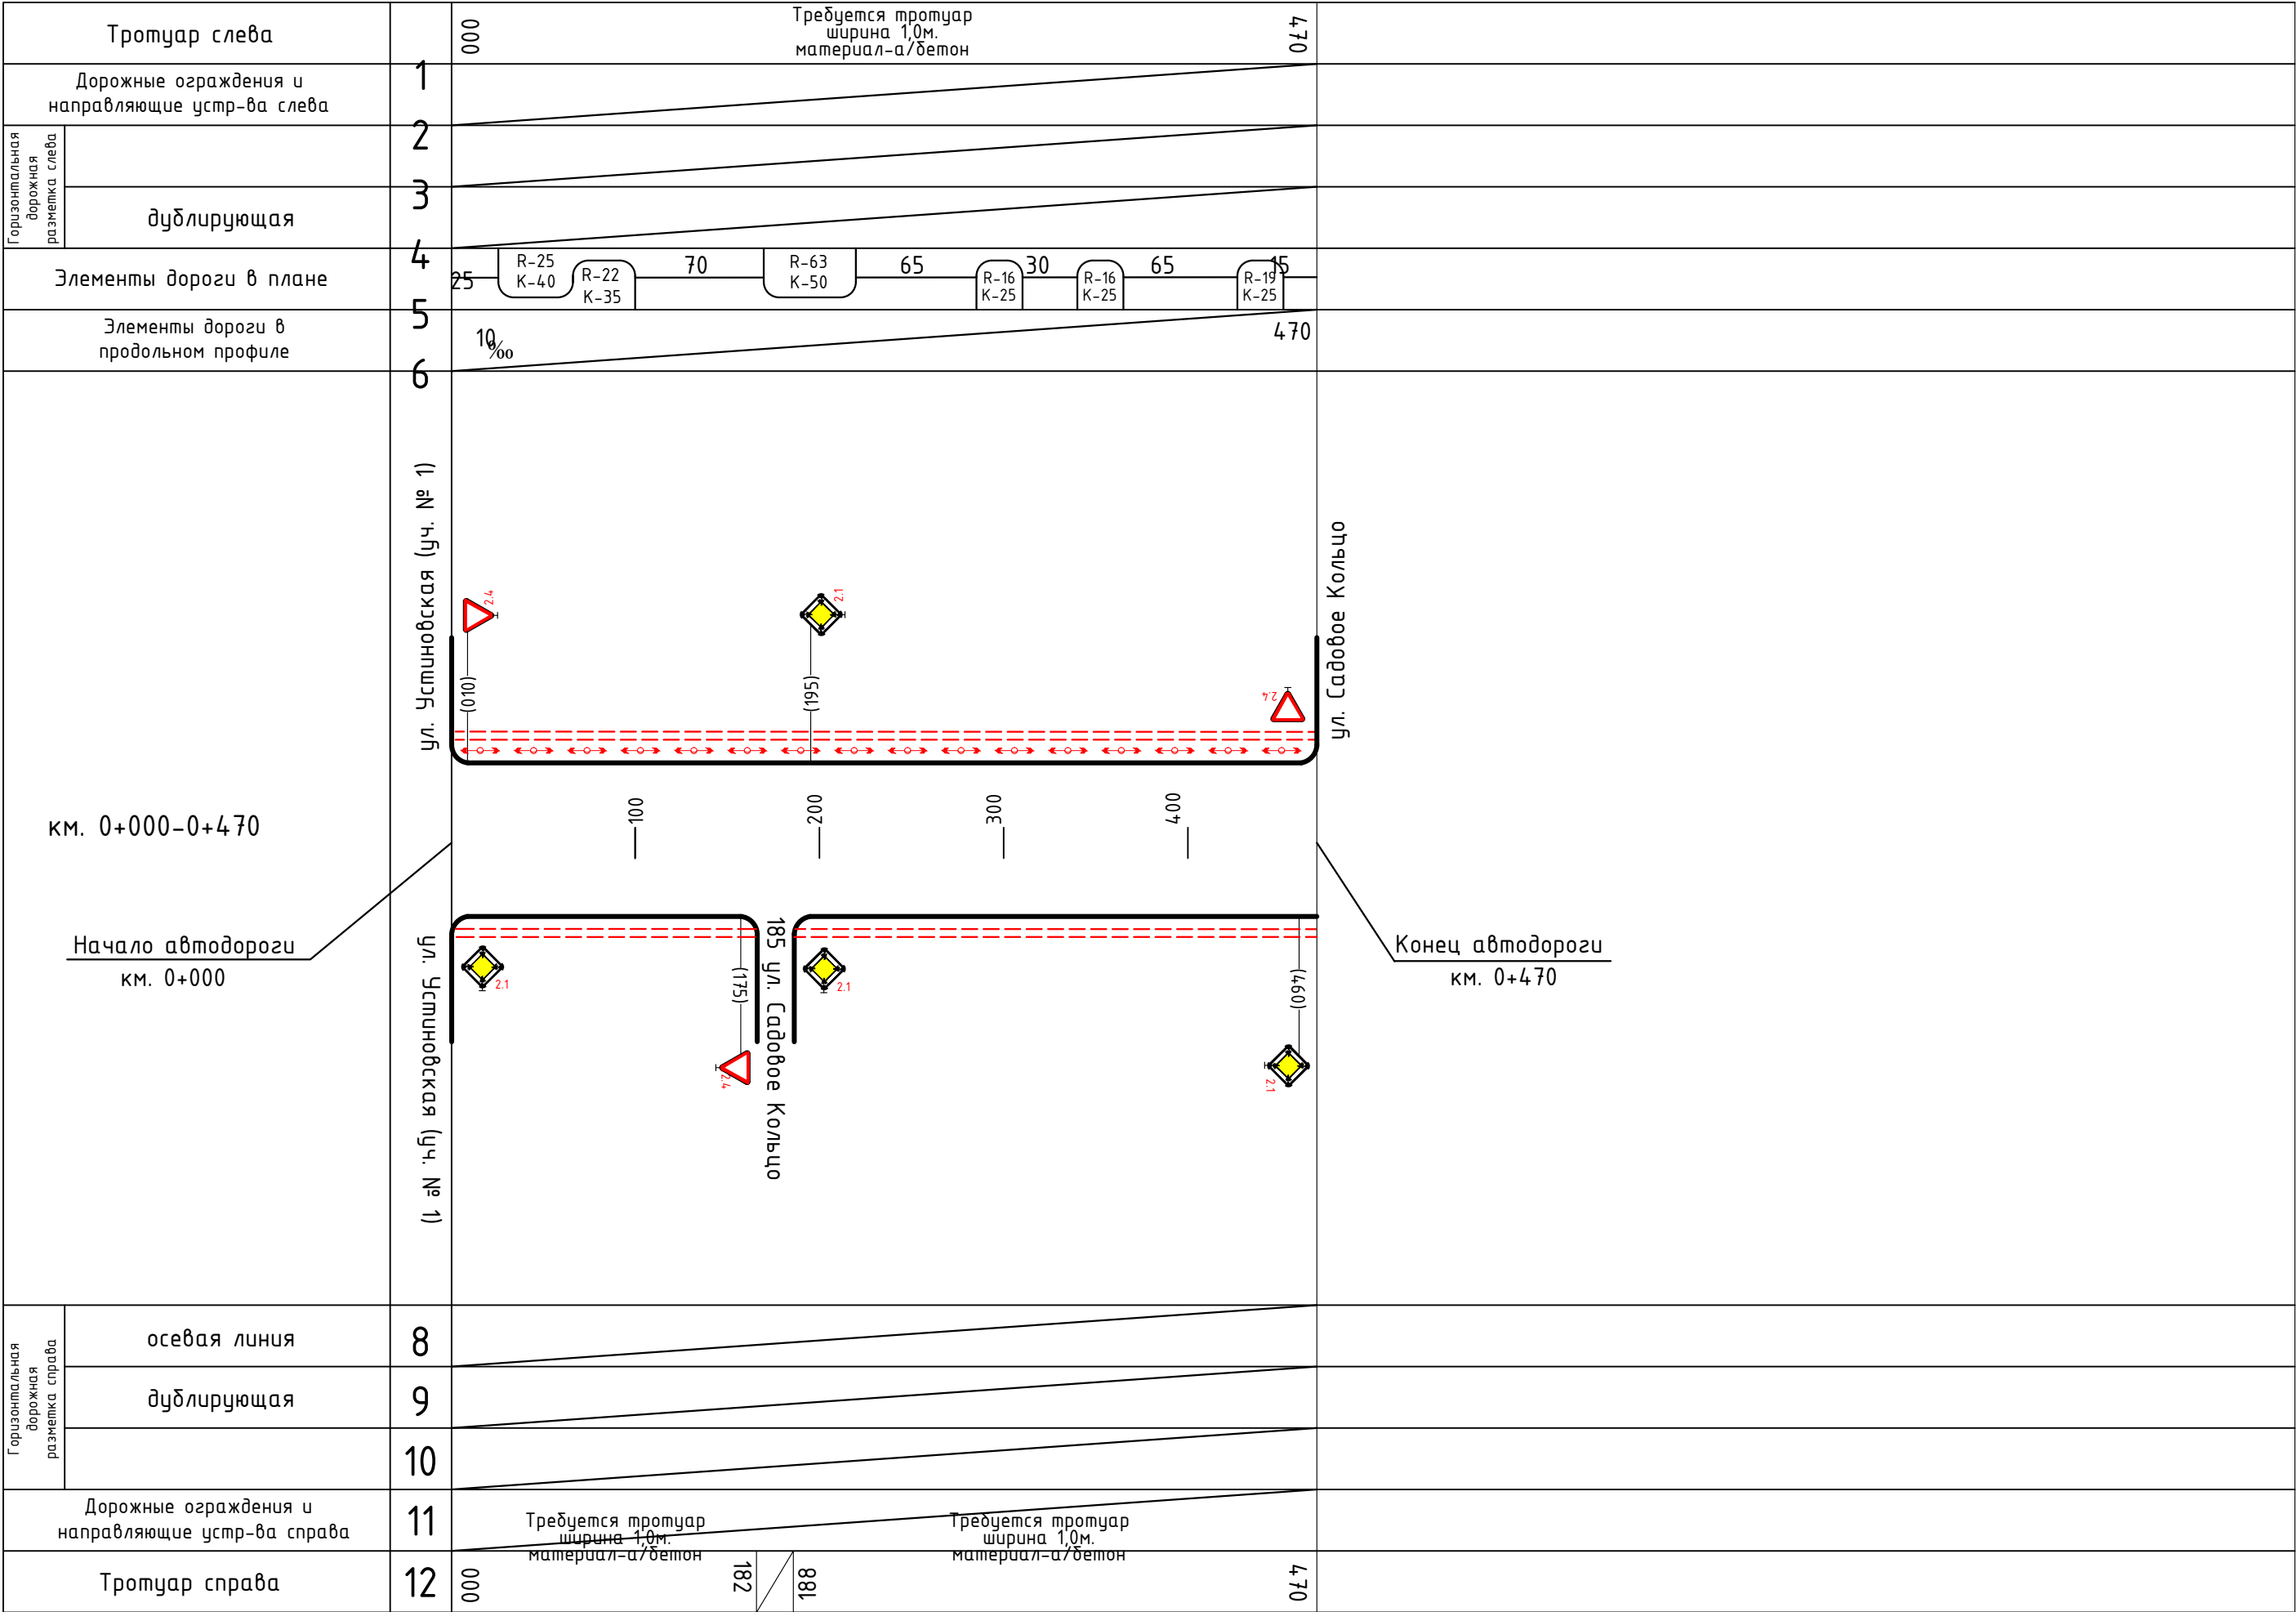 Тротуар слева
000
Требуется тротуар
ширина 1,0м.
материал-а/бетон
470
1
Дорожные ограждения и
направляющие устр-ва слева
2
Горизонтальная
дорожная
разметка слева
3
дублирующая
4
Элементы дороги в плане
25
R-25
K-40
R-22
K-35
70
R-63
K-50
65
R-16
K-25
30
R-16
K-25
65
R-19
K-25
15
5
Элементы дороги в
продольном профиле
10‰
470
6
ул. Устиновская (уч. № 1)
2.4
(010)
2.1
(195)
2.4
ул. Садовое Кольцо
км. 0+000-0+470
100
200
300
400
Начало автодороги
км. 0+000
Конец автодороги
км. 0+470
ул. Устиновская (уч. № 1)
2.1
(175)
2.4
185 ул. Садовое Кольцо
2.1
(460)
2.1
Горизонтальная
дорожная
разметка справа
осевая линия
8
дублирующая
9
10
Дорожные ограждения и
направляющие устр-ва справа
11
Требуется тротуар
ширина 1,0м.
материал-а/бетон
Требуется тротуар
ширина 1,0м.
материал-а/бетон
Тротуар справа
12
000
182
188
470